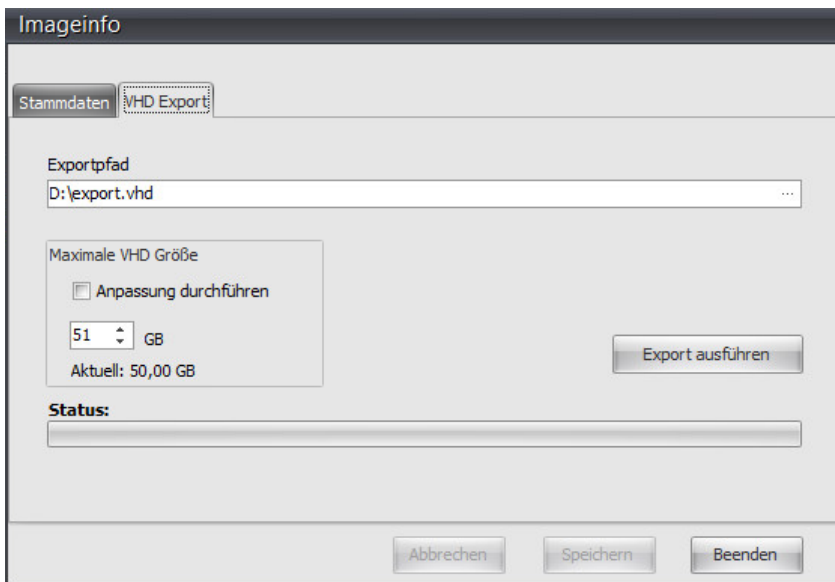 Imageinfo
Stammdaten
VHD Export
Exportpfad
D:\export.vhd
...
Maximale VHD Größe
Anpassung durchführen
51 GB
Aktuell: 50,00 GB
Export ausführen
Status:
Abbrechen
Speichern
Beenden